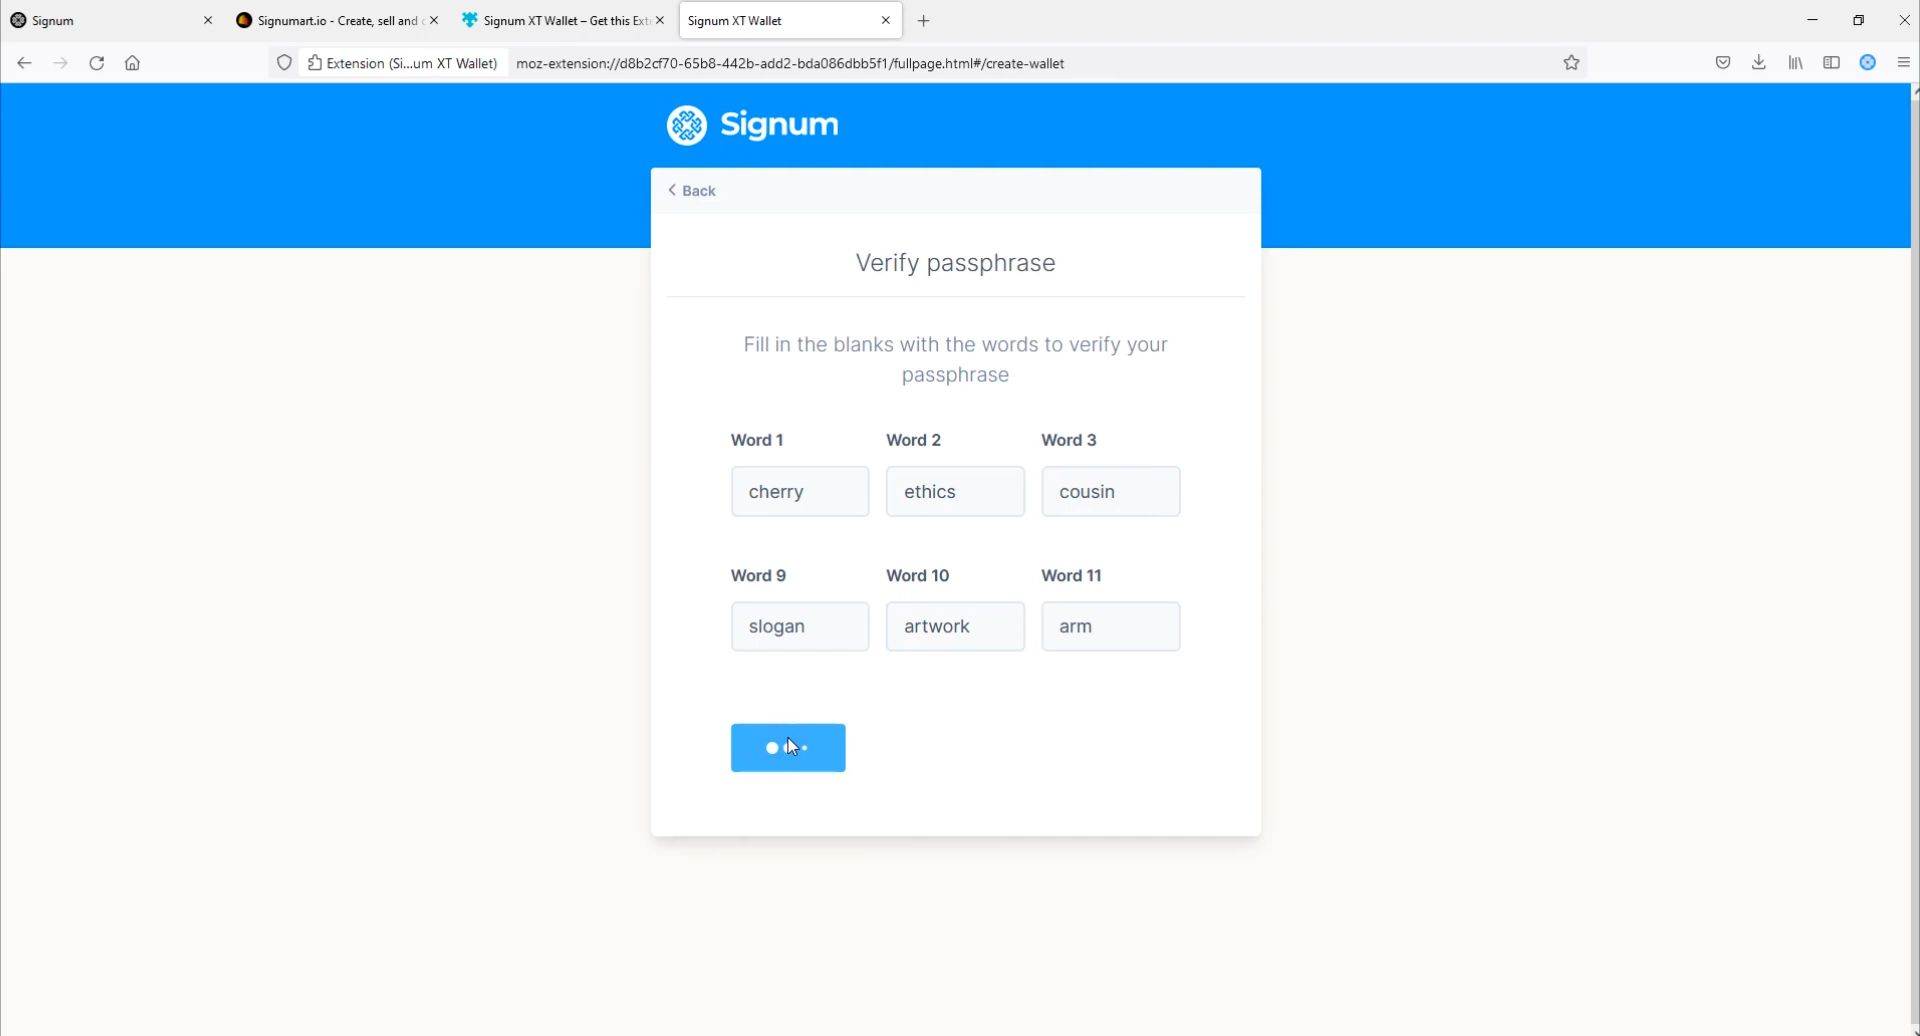 Signum
Signumart.io - Create, sell and c
Signum XT Wallet – Get this Exte
Signum XT Wallet
Extension (Si...um XT Wallet)
moz-extension://d8b2cf70-65b8-442b-add2-bda086dbb5f1/fullpage.html#/create-wallet
Signum
Back
Verify passphrase
Fill in the blanks with the words to verify your
passphrase
Word 1 Word 2 Word 3
cherry ethics cousin
Word 9 Word 10 Word 11
slogan artwork arm